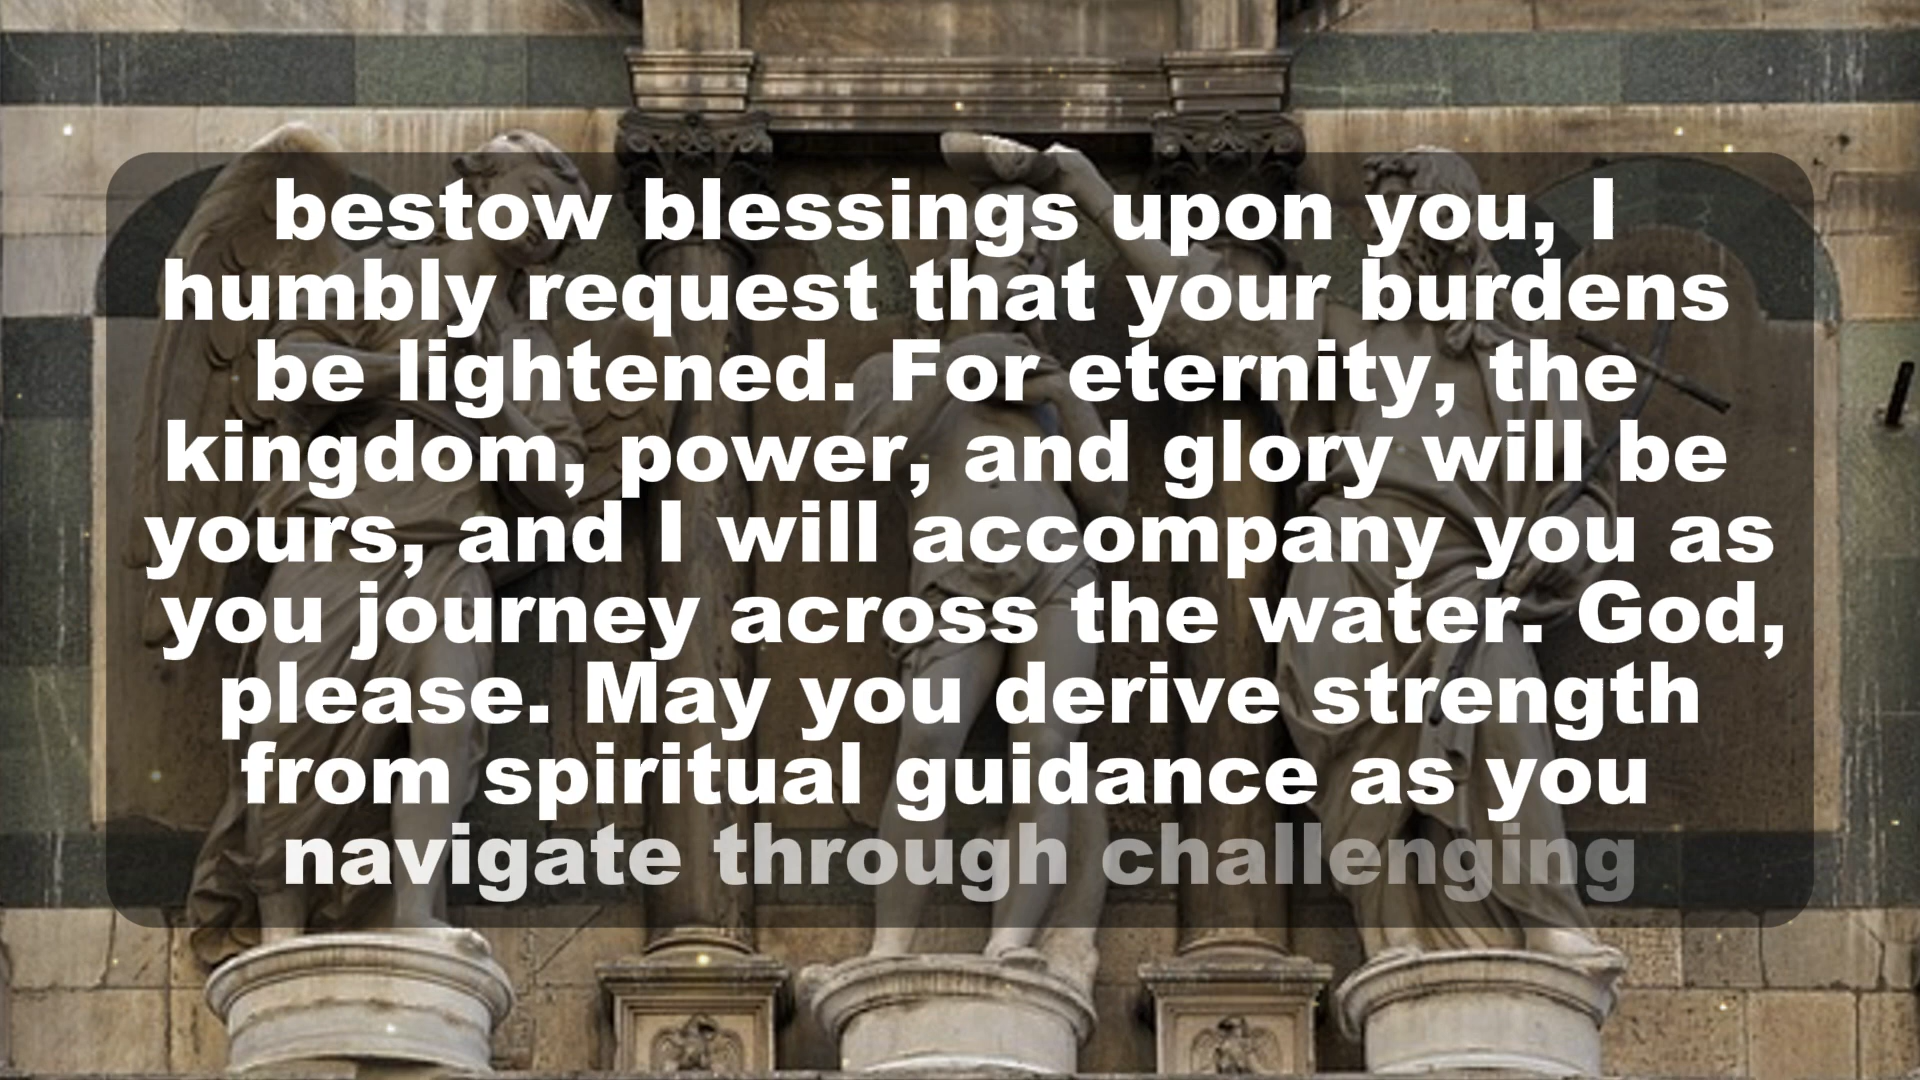 bestow blessings upon you, I
humbly request that your burdens
be lightened. For eternity, the
kingdom, power, and glory will be
yours, and I will accompany you as
you journey across the water. God,
please. May you derive strength
from spiritual guidance as you
navigate through challenging